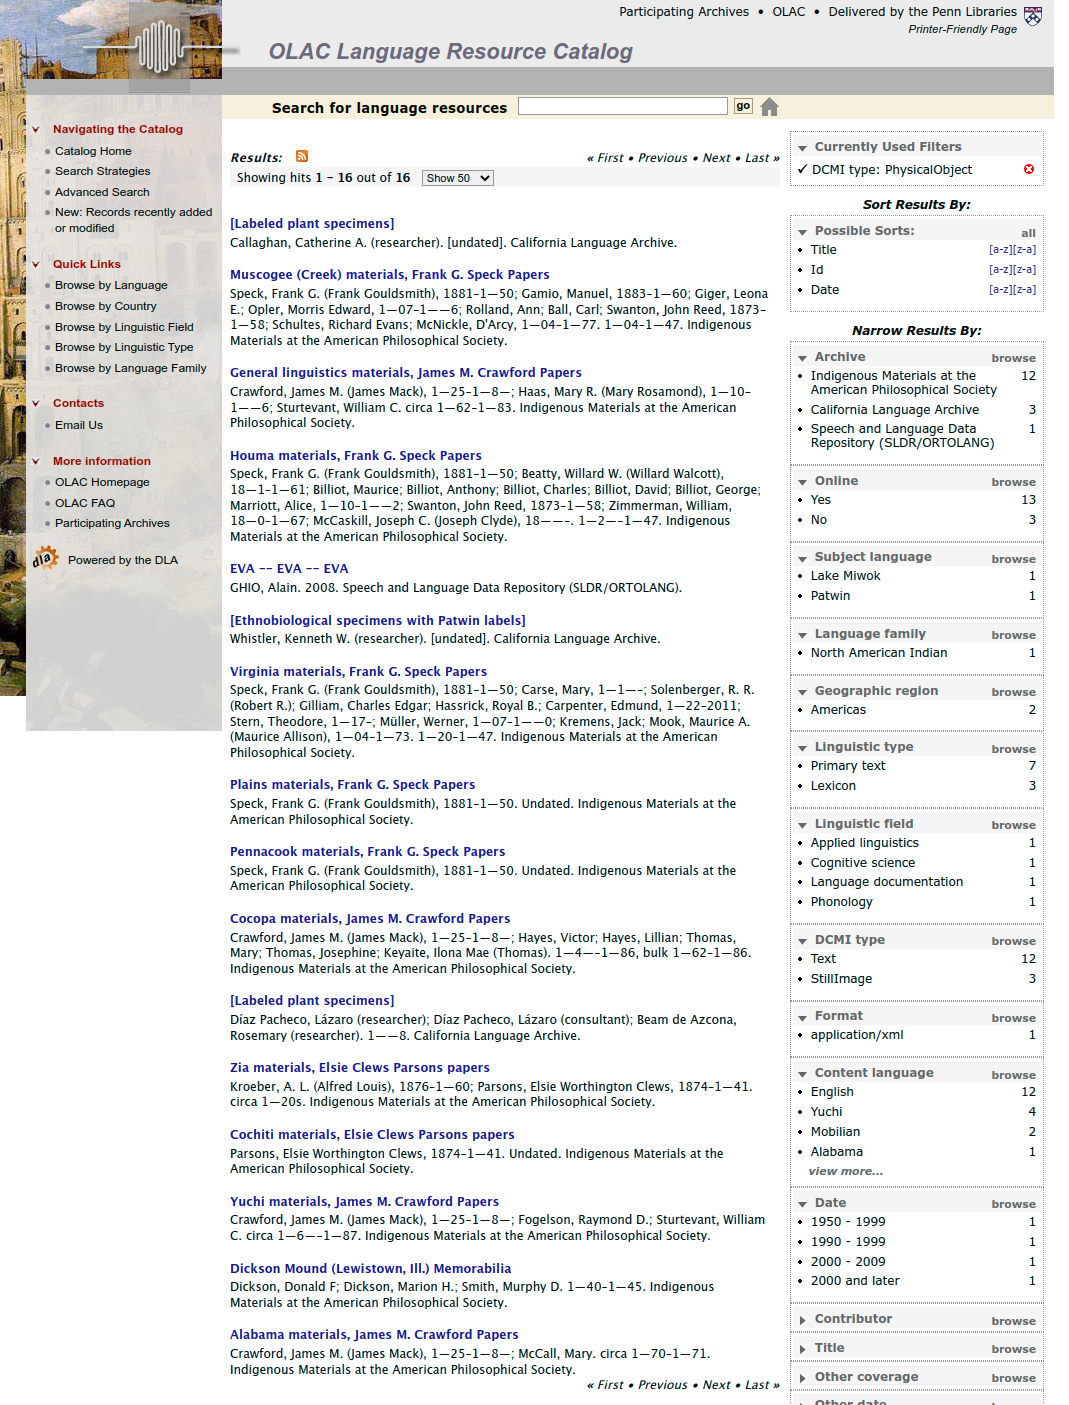 Participating Archives • OLAC • Delivered by the Penn Libraries
Printer-Friendly Page
OLAC Language Resource Catalog
Search for language resources go
Navigating the Catalog
Catalog Home
Search Strategies
Advanced Search
New: Records recently added
or modified
Quick Links
Browse by Language
Browse by Country
Browse by Linguistic Field
Browse by Linguistic Type
Browse by Language Family
Contacts
Email Us
More information
OLAC Homepage
OLAC FAQ
Participating Archives
dla Powered by the DLA
Results: « First • Previous • Next • Last »
Showing hits 1 – 16 out of 16 Show 50
[Labeled plant specimens]
Callaghan, Catherine A. (researcher). [undated]. California Language Archive.
Muscogee (Creek) materials, Frank G. Speck Papers
Speck, Frank G. (Frank Gouldsmith), 1881-1—50; Gamio, Manuel, 1883-1—60; Giger, Leona
E.; Opler, Morris Edward, 1—07-1——6; Rolland, Ann; Ball, Carl; Swanton, John Reed, 1873-
1—58; Schultes, Richard Evans; McNickle, D'Arcy, 1—04-1—77. 1—04-1—47. Indigenous
Materials at the American Philosophical Society.
General linguistics materials, James M. Crawford Papers
Crawford, James M. (James Mack), 1—25-1—8—; Haas, Mary R. (Mary Rosamond), 1—10-
1——6; Sturtevant, William C. circa 1—62-1—83. Indigenous Materials at the American
Philosophical Society.
Houma materials, Frank G. Speck Papers
Speck, Frank G. (Frank Gouldsmith), 1881-1—50; Beatty, Willard W. (Willard Walcott),
18—1-1—61; Billiot, Maurice; Billiot, Anthony; Billiot, Charles; Billiot, David; Billiot, George;
Marriott, Alice, 1—10-1——2; Swanton, John Reed, 1873-1—58; Zimmerman, William,
18—0-1—67; McCaskill, Joseph C. (Joseph Clyde), 18——-. 1—2—-1—47. Indigenous
Materials at the American Philosophical Society.
EVA -- EVA -- EVA
GHIO, Alain. 2008. Speech and Language Data Repository (SLDR/ORTOLANG).
[Ethnobiological specimens with Patwin labels]
Whistler, Kenneth W. (researcher). [undated]. California Language Archive.
Virginia materials, Frank G. Speck Papers
Speck, Frank G. (Frank Gouldsmith), 1881-1—50; Carse, Mary, 1—1—-; Solenberger, R. R.
(Robert R.); Gilliam, Charles Edgar; Hassrick, Royal B.; Carpenter, Edmund, 1—22-2011;
Stern, Theodore, 1—17-; Müller, Werner, 1—07-1——0; Kremens, Jack; Mook, Maurice A.
(Maurice Allison), 1—04-1—73. 1—20-1—47. Indigenous Materials at the American
Philosophical Society.
Plains materials, Frank G. Speck Papers
Speck, Frank G. (Frank Gouldsmith), 1881-1—50. Undated. Indigenous Materials at the
American Philosophical Society.
Pennacook materials, Frank G. Speck Papers
Speck, Frank G. (Frank Gouldsmith), 1881-1—50. Undated. Indigenous Materials at the
American Philosophical Society.
Cocopa materials, James M. Crawford Papers
Crawford, James M. (James Mack), 1—25-1—8—; Hayes, Victor; Hayes, Lillian; Thomas,
Mary; Thomas, Josephine; Keyaite, Ilona Mae (Thomas). 1—4—-1—86, bulk 1—62-1—86.
Indigenous Materials at the American Philosophical Society.
[Labeled plant specimens]
Díaz Pacheco, Lázaro (researcher); Díaz Pacheco, Lázaro (consultant); Beam de Azcona,
Rosemary (researcher). 1——8. California Language Archive.
Zia materials, Elsie Clews Parsons papers
Kroeber, A. L. (Alfred Louis), 1876-1—60; Parsons, Elsie Worthington Clews, 1874-1—41.
circa 1—20s. Indigenous Materials at the American Philosophical Society.
Cochiti materials, Elsie Clews Parsons papers
Parsons, Elsie Worthington Clews, 1874-1—41. Undated. Indigenous Materials at the
American Philosophical Society.
Yuchi materials, James M. Crawford Papers
Crawford, James M. (James Mack), 1—25-1—8—; Fogelson, Raymond D.; Sturtevant, William
C. circa 1—6—-1—87. Indigenous Materials at the American Philosophical Society.
Dickson Mound (Lewistown, Ill.) Memorabilia
Dickson, Donald F; Dickson, Marion H.; Smith, Murphy D. 1—40-1—45. Indigenous
Materials at the American Philosophical Society.
Alabama materials, James M. Crawford Papers
Crawford, James M. (James Mack), 1—25-1—8—; McCall, Mary. circa 1—70-1—71.
Indigenous Materials at the American Philosophical Society.
« First • Previous • Next • Last »
Currently Used Filters
DCMI type: PhysicalObject
Sort Results By:
Possible Sorts: all
Title [a-z][z-a]
Id [a-z][z-a]
Date [a-z][z-a]
Narrow Results By:
Archive browse
Indigenous Materials at the 12
American Philosophical Society
California Language Archive 3
Speech and Language Data 1
Repository (SLDR/ORTOLANG)
Online browse
Yes 13
No 3
Subject language browse
Lake Miwok 1
Patwin 1
Language family browse
North American Indian 1
Geographic region browse
Americas 2
Linguistic type browse
Primary text 7
Lexicon 3
Linguistic field browse
Applied linguistics 1
Cognitive science 1
Language documentation 1
Phonology 1
DCMI type browse
Text 12
StillImage 3
Format browse
application/xml 1
Content language browse
English 12
Yuchi 4
Mobilian 2
Alabama 1
view more...
Date browse
1950 - 1999 1
1990 - 1999 1
2000 - 2009 1
2000 and later 1
Contributor browse
Title browse
Other coverage browse
Other date